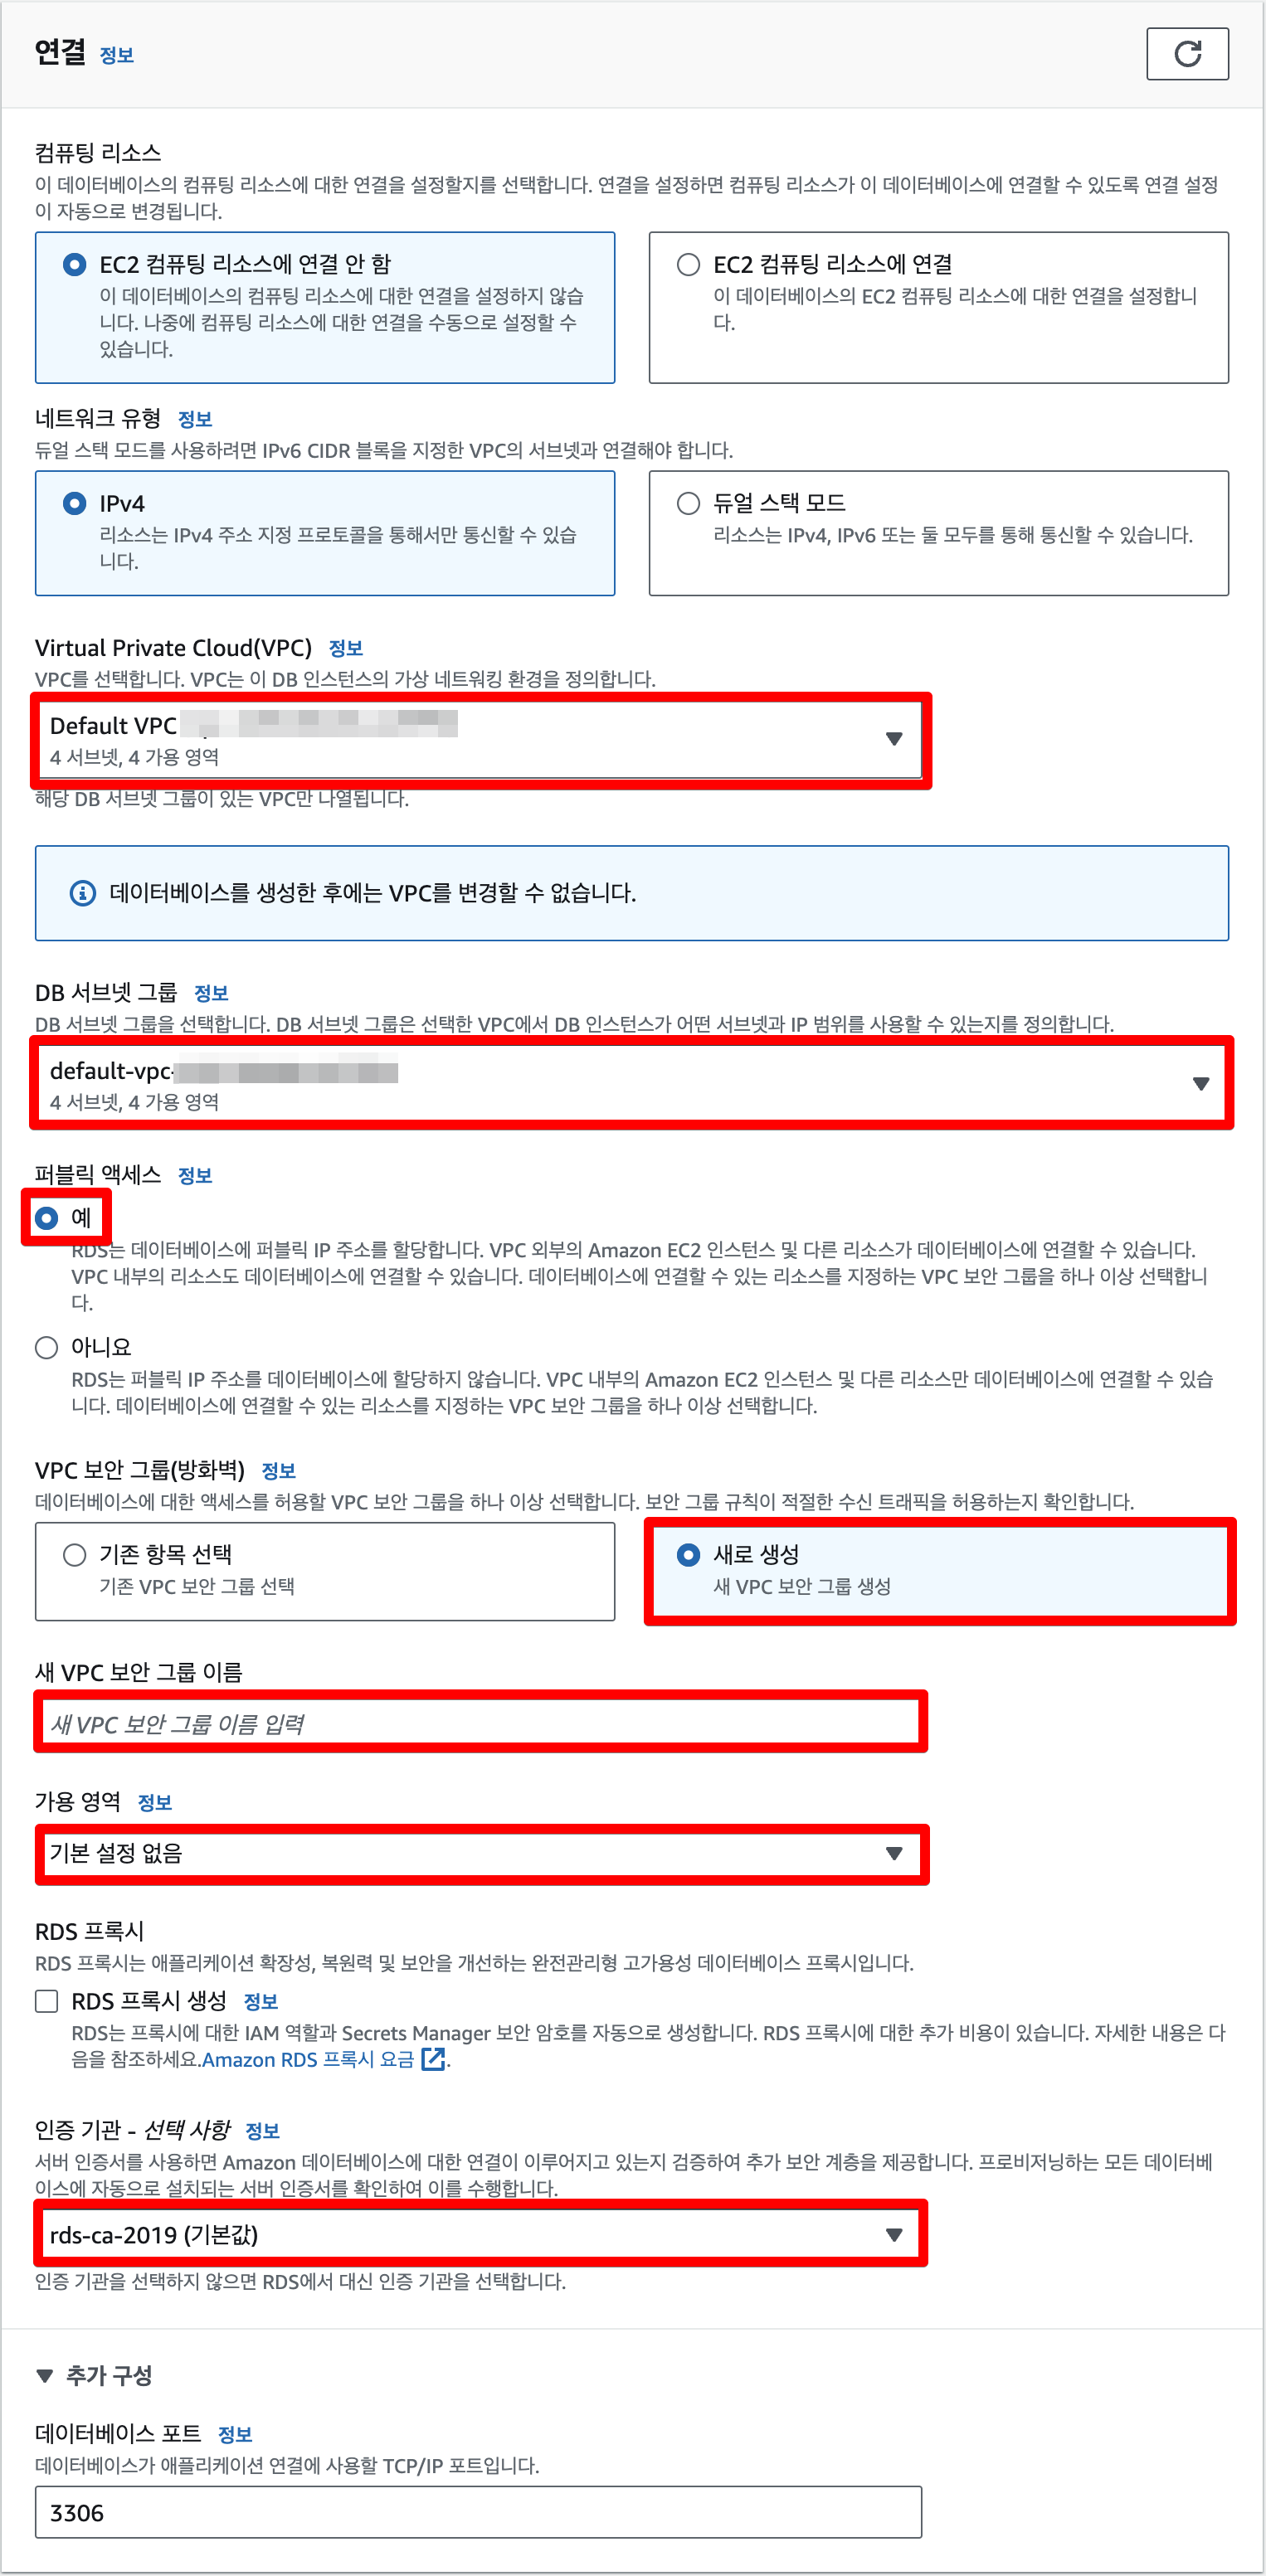 연결 정보
컴퓨팅 리소스
이 데이터베이스의 컴퓨팅 리소스에 대한 연결을 설정할지를 선택합니다. 연결을 설정하면 컴퓨팅 리소스가 이 데이터베이스에 연결할 수 있도록 연결 설정
이 자동으로 변경됩니다.
EC2 컴퓨팅 리소스에 연결 안 함
이 데이터베이스의 컴퓨팅 리소스에 대한 연결을 설정하지 않습
니다. 나중에 컴퓨팅 리소스에 대한 연결을 수동으로 설정할 수
있습니다.
EC2 컴퓨팅 리소스에 연결
이 데이터베이스의 EC2 컴퓨팅 리소스에 대한 연결을 설정합니
다.
네트워크 유형 정보
듀얼 스택 모드를 사용하려면 IPv6 CIDR 블록을 지정한 VPC의 서브넷과 연결해야 합니다.
IPv4
리소스는 IPv4 주소 지정 프로토콜을 통해서만 통신할 수 있습
니다.
듀얼 스택 모드
리소스는 IPv4, IPv6 또는 둘 모두를 통해 통신할 수 있습니다.
Virtual Private Cloud(VPC) 정보
VPC를 선택합니다. VPC는 이 DB 인스턴스의 가상 네트워킹 환경을 정의합니다.
Default VPC
4 서브넷, 4 가용 영역
해당 DB 서브넷 그룹이 있는 VPC만 나열됩니다.
데이터베이스를 생성한 후에는 VPC를 변경할 수 없습니다.
DB 서브넷 그룹 정보
DB 서브넷 그룹을 선택합니다. DB 서브넷 그룹은 선택한 VPC에서 DB 인스턴스가 어떤 서브넷과 IP 범위를 사용할 수 있는지를 정의합니다.
default-vpc-
4 서브넷, 4 가용 영역
퍼블릭 액세스 정보
예
RDS는 데이터베이스에 퍼블릭 IP 주소를 할당합니다. VPC 외부의 Amazon EC2 인스턴스 및 다른 리소스가 데이터베이스에 연결할 수 있습니다.
VPC 내부의 리소스도 데이터베이스에 연결할 수 있습니다. 데이터베이스에 연결할 수 있는 리소스를 지정하는 VPC 보안 그룹을 하나 이상 선택합니
다.
아니요
RDS는 퍼블릭 IP 주소를 데이터베이스에 할당하지 않습니다. VPC 내부의 Amazon EC2 인스턴스 및 다른 리소스만 데이터베이스에 연결할 수 있습
니다. 데이터베이스에 연결할 수 있는 리소스를 지정하는 VPC 보안 그룹을 하나 이상 선택합니다.
VPC 보안 그룹(방화벽) 정보
데이터베이스에 대한 액세스를 허용할 VPC 보안 그룹을 하나 이상 선택합니다. 보안 그룹 규칙이 적절한 수신 트래픽을 허용하는지 확인합니다.
기존 항목 선택
기존 VPC 보안 그룹 선택
새로 생성
새 VPC 보안 그룹 생성
새 VPC 보안 그룹 이름
새 VPC 보안 그룹 이름 입력
가용 영역 정보
기본 설정 없음
RDS 프록시
RDS 프록시는 애플리케이션 확장성, 복원력 및 보안을 개선하는 완전관리형 고가용성 데이터베이스 프록시입니다.
RDS 프록시 생성 정보
RDS는 프록시에 대한 IAM 역할과 Secrets Manager 보안 암호를 자동으로 생성합니다. RDS 프록시에 대한 추가 비용이 있습니다. 자세한 내용은 다
음을 참조하세요.Amazon RDS 프록시 요금.
인증 기관 - 선택 사항 정보
서버 인증서를 사용하면 Amazon 데이터베이스에 대한 연결이 이루어지고 있는지 검증하여 추가 보안 계층을 제공합니다. 프로비저닝하는 모든 데이터베
이스에 자동으로 설치되는 서버 인증서를 확인하여 이를 수행합니다.
rds-ca-2019 (기본값)
인증 기관을 선택하지 않으면 RDS에서 대신 인증 기관을 선택합니다.
추가 구성
데이터베이스 포트 정보
데이터베이스가 애플리케이션 연결에 사용할 TCP/IP 포트입니다.
3306